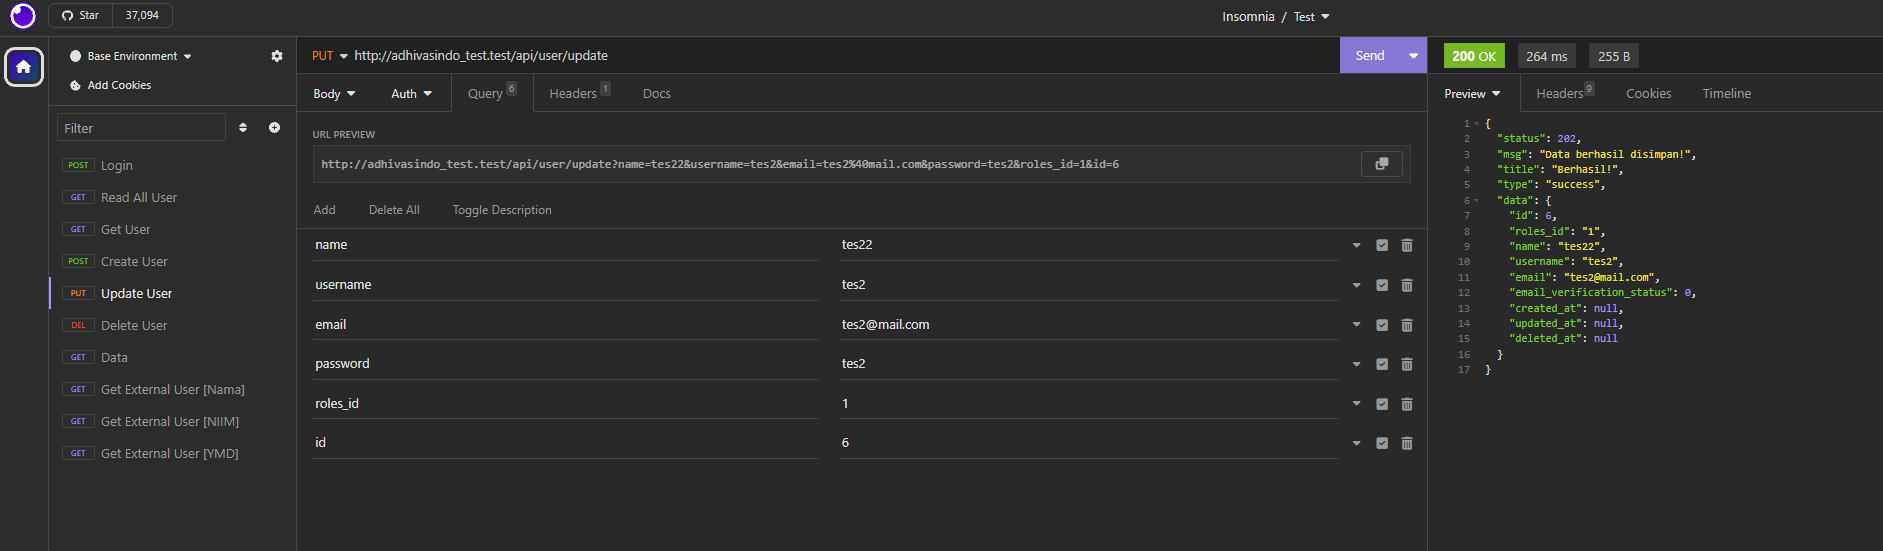 Star 37,094
Insomnia / Test
Base Environment
Add Cookies
Filter
POST Login
GET Read All User
GET Get User
POST Create User
PUT Update User
DEL Delete User
GET Data
GET Get External User [Nama]
GET Get External User [NIIM]
GET Get External User [YMD]
PUT http://adhivasindo_test.test/api/user/update Send
Body Auth Query 6 Headers 1 Docs
URL PREVIEW
http://adhivasindo_test.test/api/user/update?name=tes22&username=tes2&email=tes2%40mail.com&password=tes2&roles_id=1&id=6
Add Delete All Toggle Description
name tes22
username tes2
email tes2@mail.com
password tes2
roles_id 1
id 6
200 OK 264 ms 255 B
Preview Headers 9 Cookies Timeline
1 {
2 "status": 202,
3 "msg": "Data berhasil disimpan!",
4 "title": "Berhasil!",
5 "type": "success",
6 "data": {
7 "id": 6,
8 "roles_id": "1",
9 "name": "tes22",
10 "username": "tes2",
11 "email": "tes2@mail.com",
12 "email_verification_status": 0,
13 "created_at": null,
14 "updated_at": null,
15 "deleted_at": null
16 }
17 }